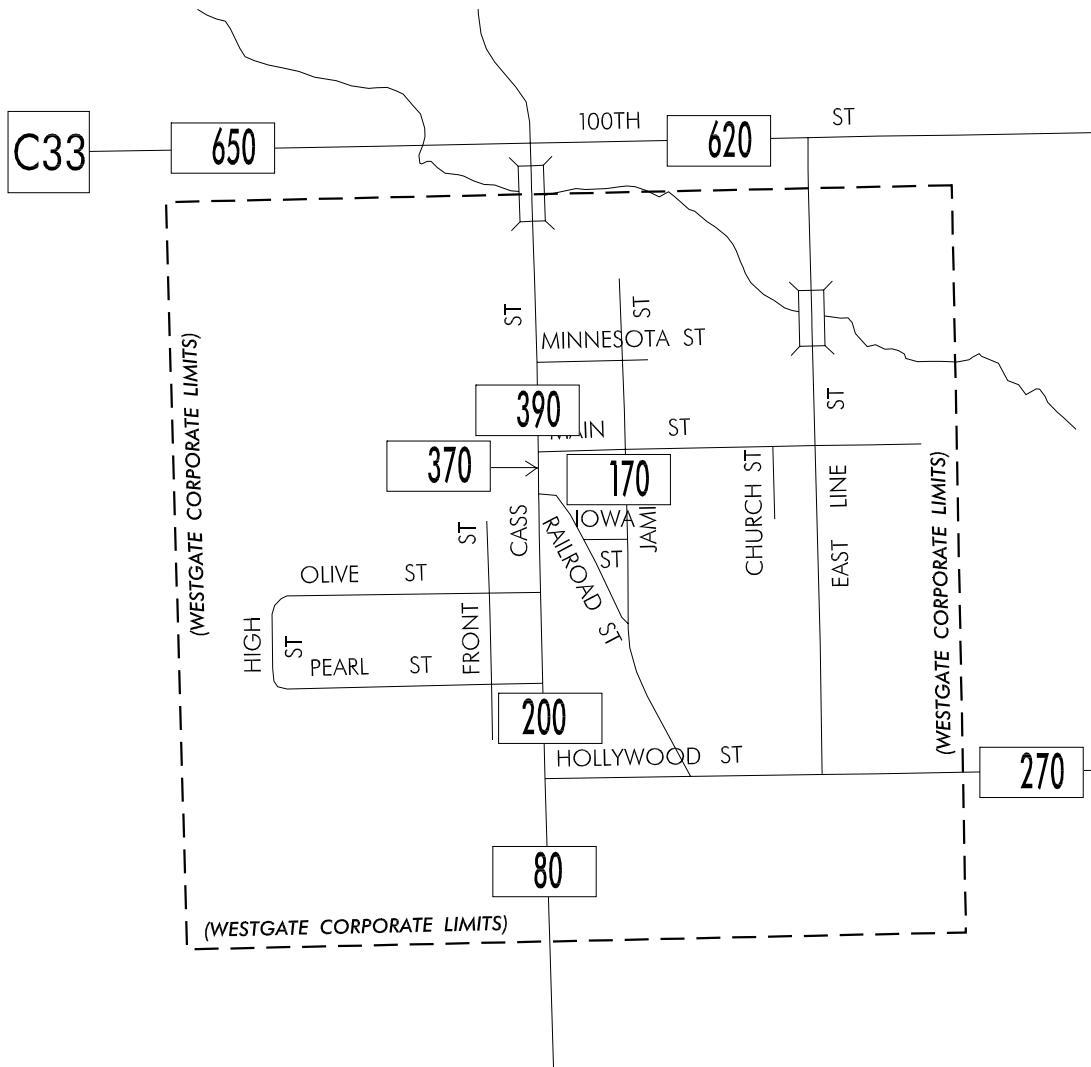 100TH ST
C33
650
620
ST
ST
MINNESOTA ST
(WESTGATE CORPORATE LIMITS)
390
ST
MAIN ST
370
170
CHURCH ST
EAST LINE
(WESTGATE CORPORATE LIMITS)
CASS
IOWA
ST
JAMI
RAILROAD ST
ST
OLIVE ST
FRONT
HIGH
ST
PEARL ST
200
HOLLYWOOD ST
270
80
(WESTGATE CORPORATE LIMITS)